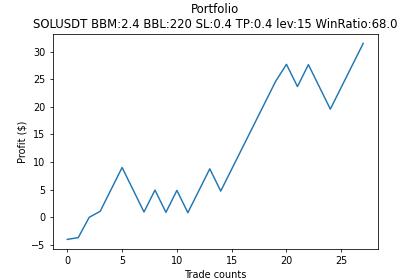 Portfolio
SOLUSDT BBM:2.4 BBL:220 SL:0.4 TP:0.4 lev:15 WinRatio:68.0
Profit ($)
30
25
20
15
10
5
0
−5
0 5 10 15 20 25
Trade counts